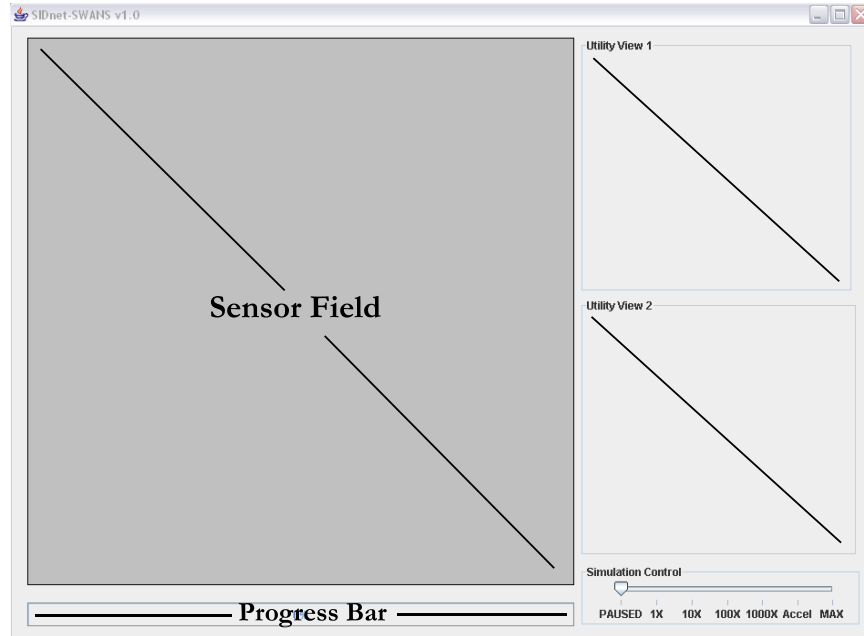 SIDnet-SWANS v1.0
Utility View 1
Sensor Field
Utility View 2
Simulation Control
PAUSED 1X 10X 100X 1000X Accel MAX
Progress Bar